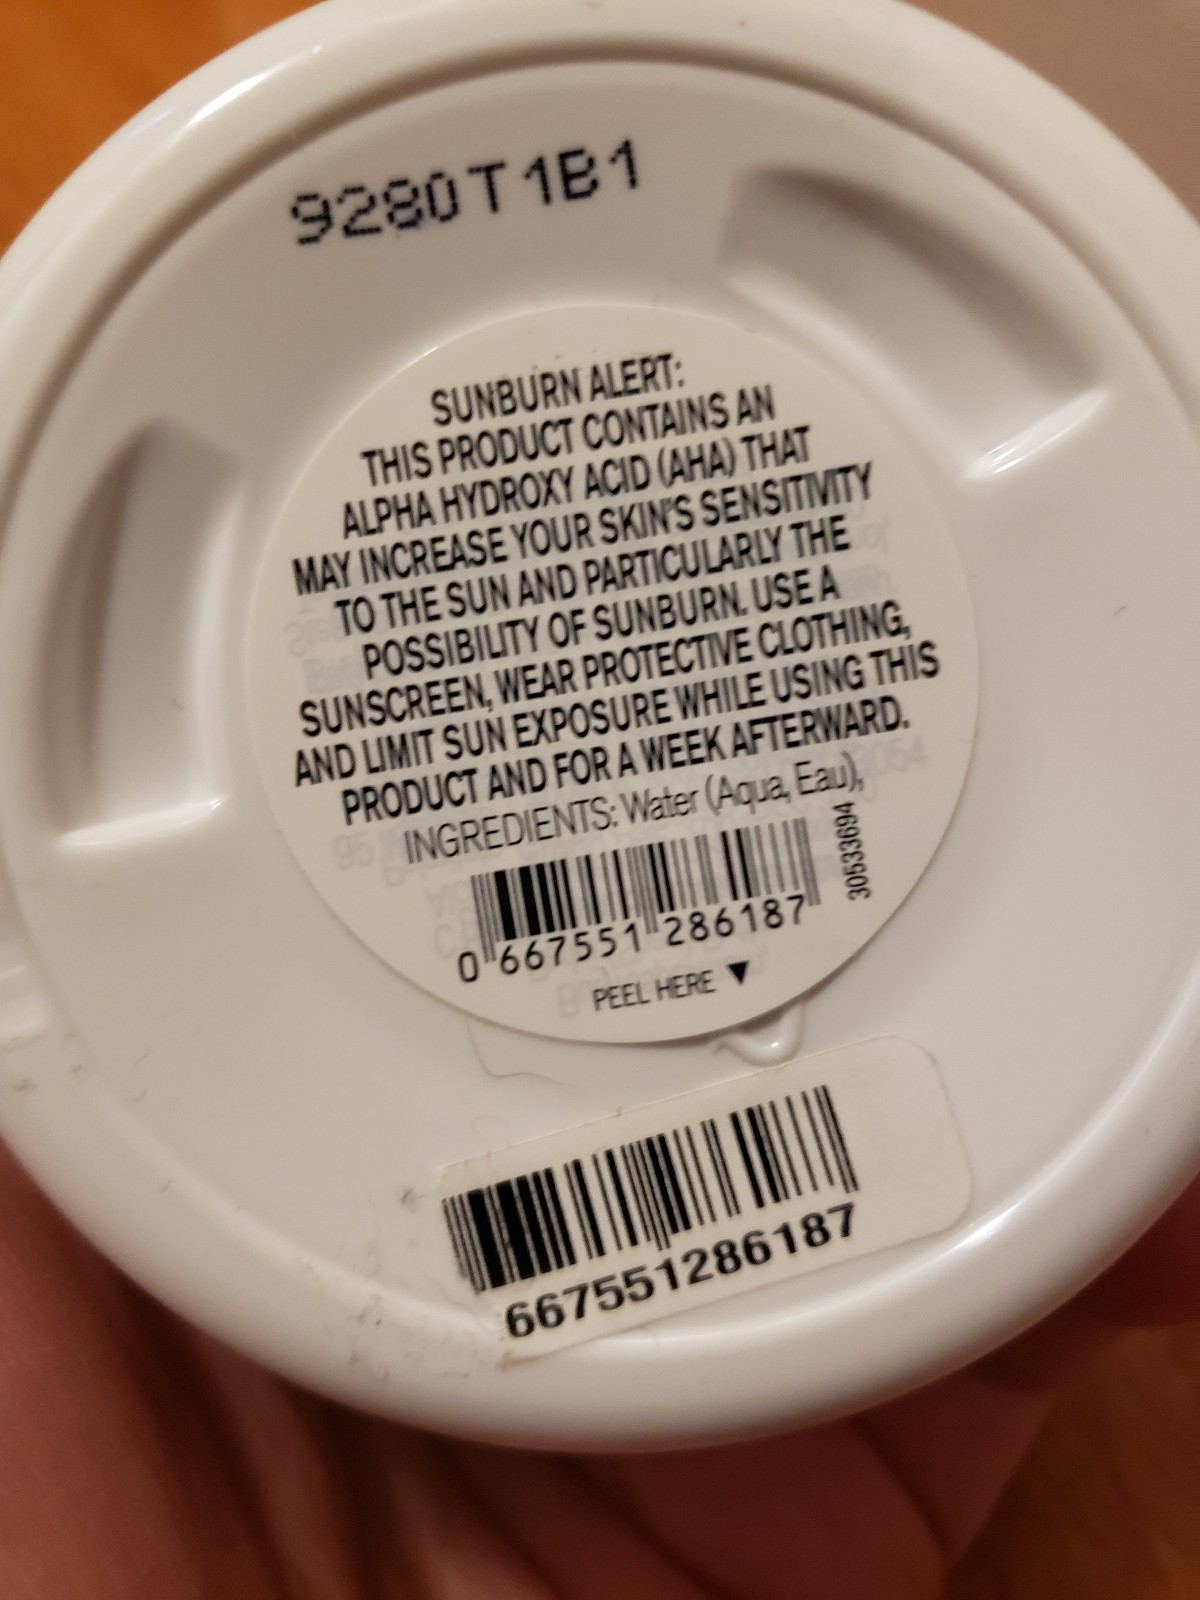 9280T1B1
SUNBURN ALERT:
THIS PRODUCT CONTAINS AN
ALPHA HYDROXY ACID (AHA) THAT
MAY INCREASE YOUR SKIN'S SENSITIVITY
TO THE SUN AND PARTICULARLY THE
POSSIBILITY OF SUNBURN. USE A
SUNSCREEN, WEAR PROTECTIVE CLOTHING,
AND LIMIT SUN EXPOSURE WHILE USING THIS
PRODUCT AND FOR A WEEK AFTERWARD.
INGREDIENTS: Water (Aqua, Eau),
30533694
0 667551 286187
PEEL HERE ▼
667551286187